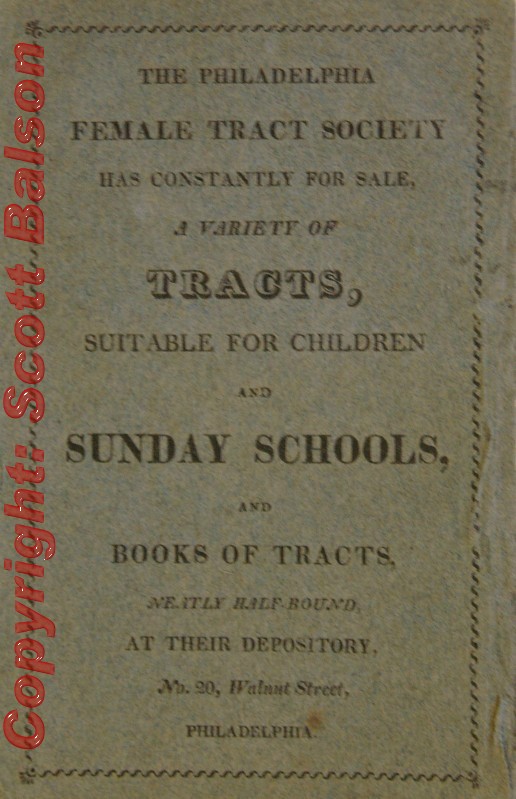 THE PHILADELPHIA
FEMALE TRACT SOCIETY
HAS CONSTANTLY FOR SALE,
A VARIETY OF
TRACTS,
SUITABLE FOR CHILDREN
AND
SUNDAY SCHOOLS,
AND
BOOKS OF TRACTS,
NEATLY HALF-BOUND,
AT THEIR DEPOSITORY,
No. 20, Walnut Street,
PHILADELPHIA.
Copyright: Scott Balson